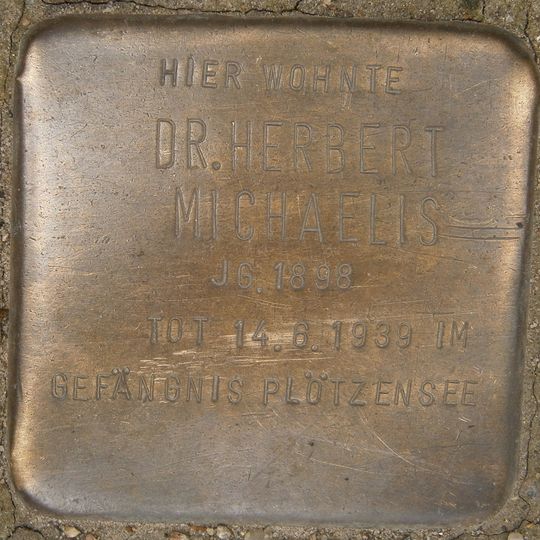 HIER WOHNTE
DR. HERBERT
MICHAELIS
JG. 1898
TOT 14.6.1939 IM
GEFÄNGNIS PLÖTZENSEE